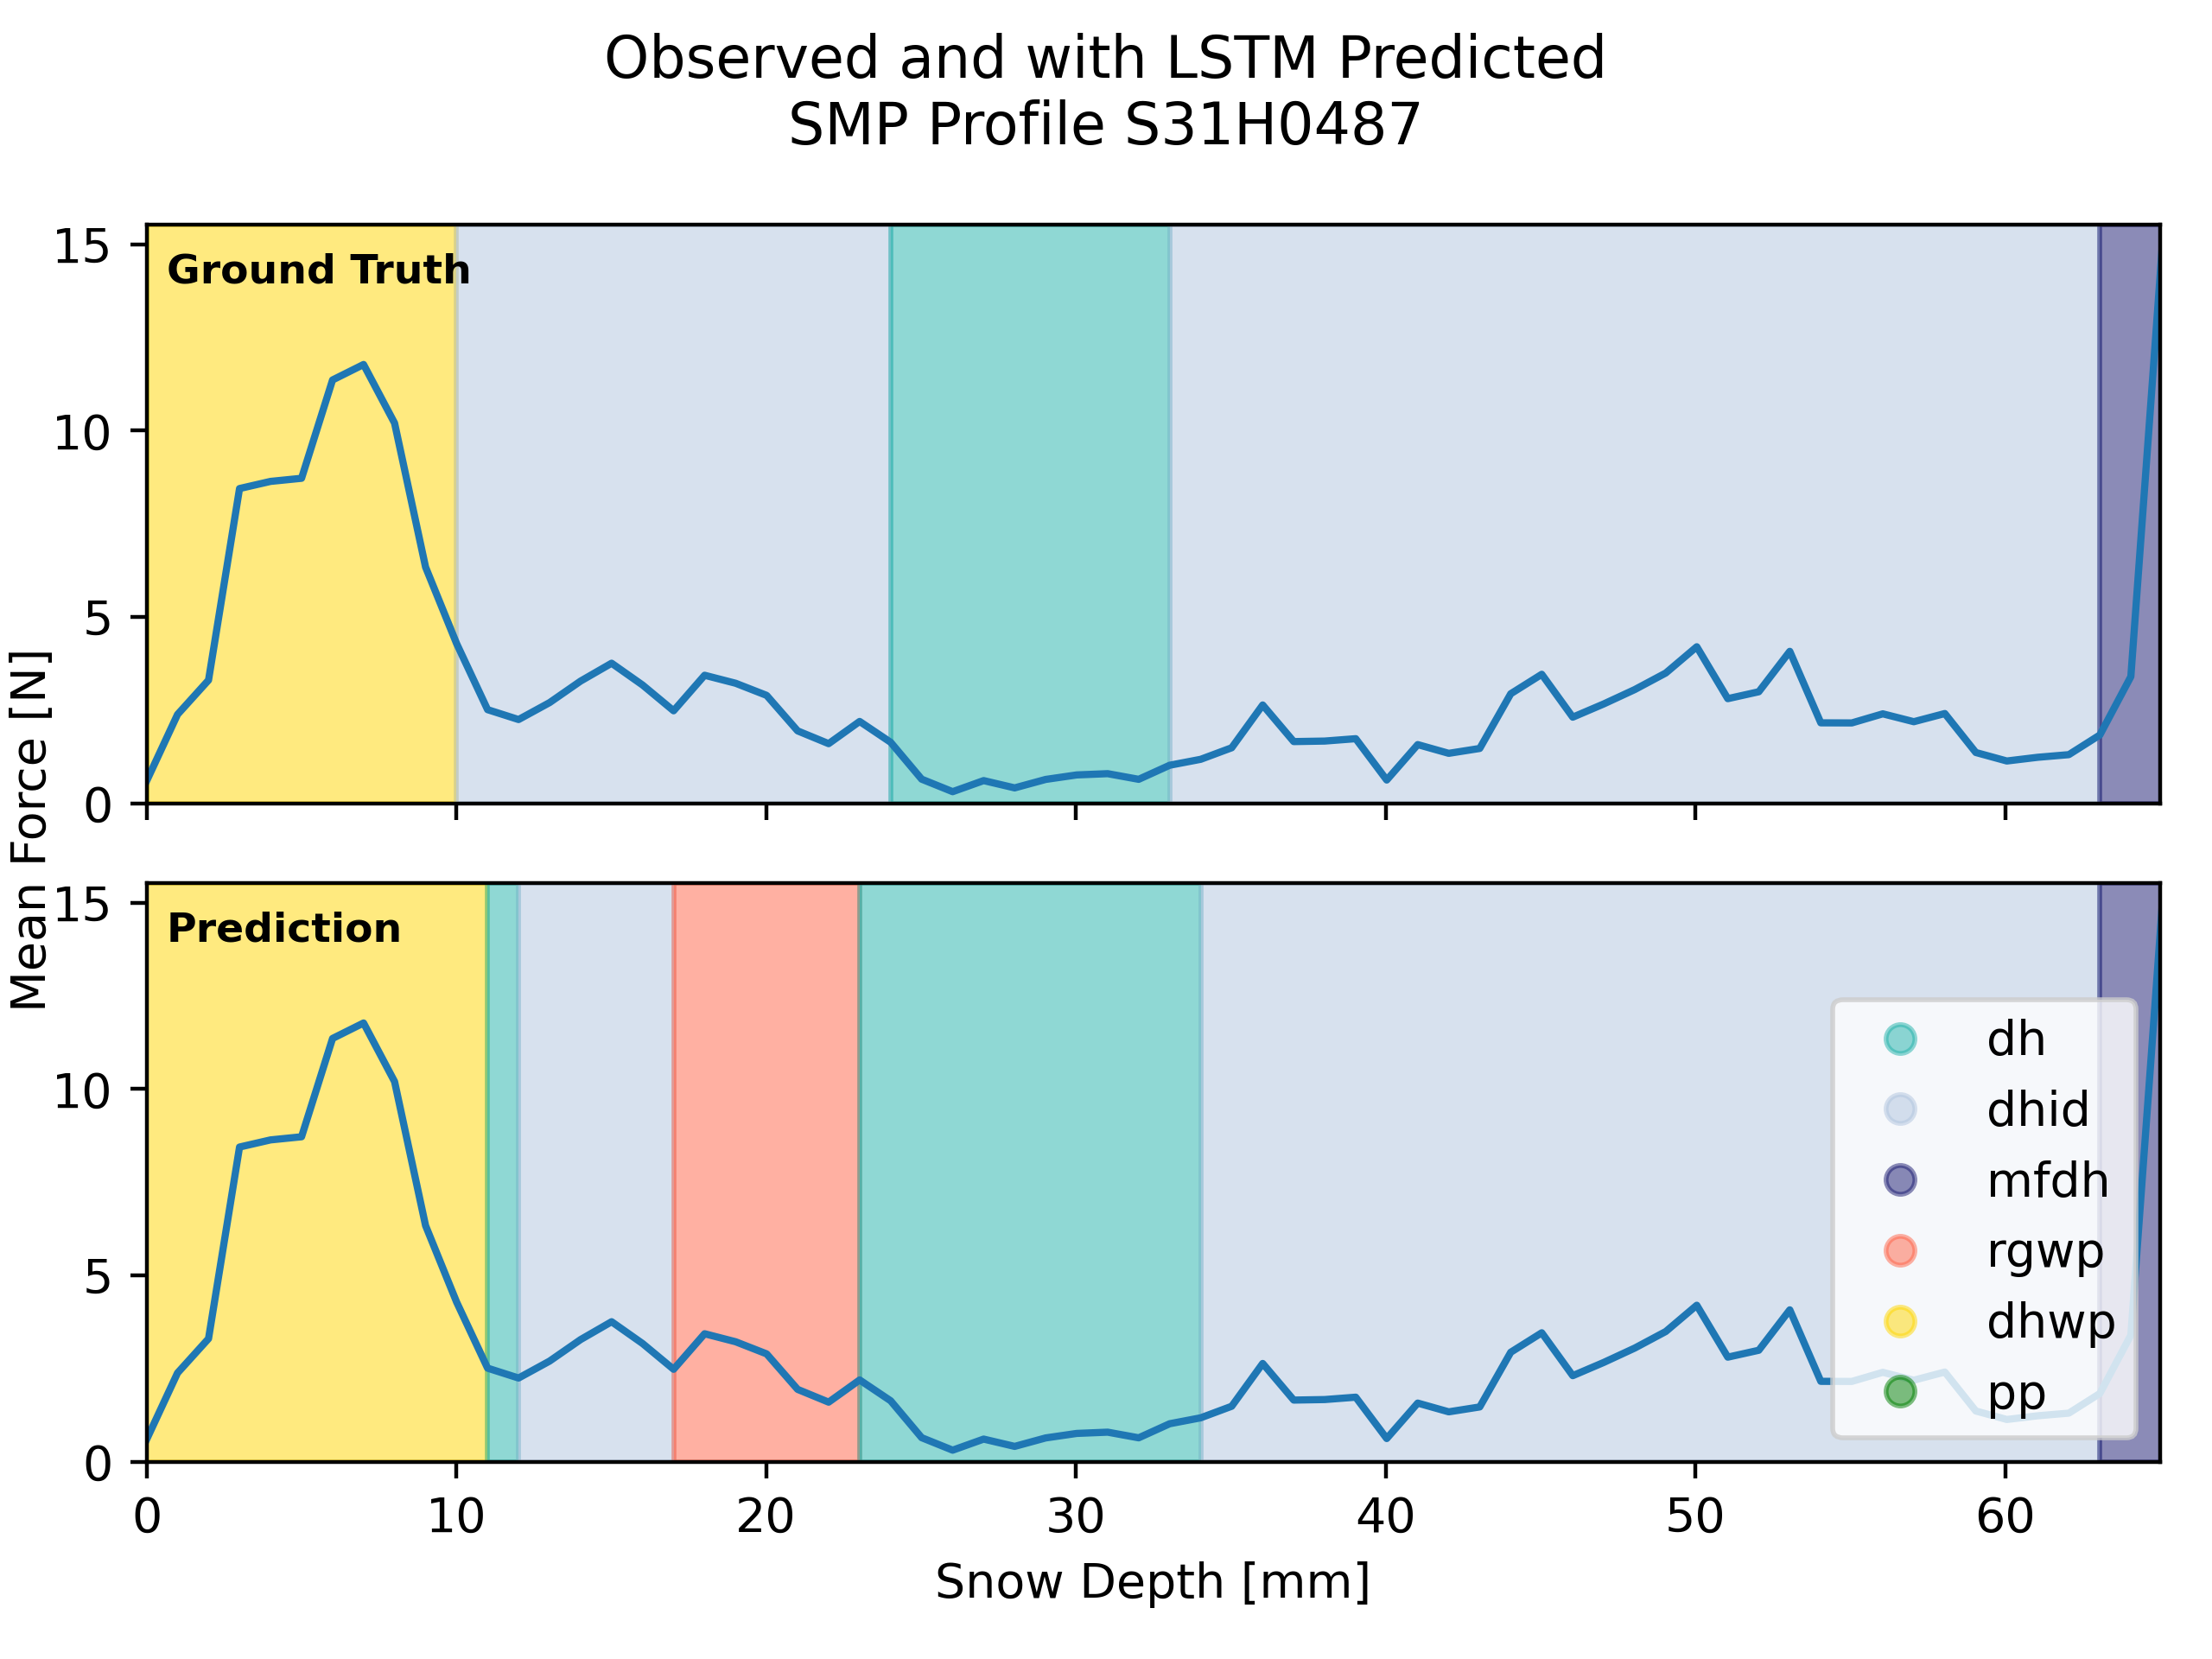 Observed and with LSTM Predicted
SMP Profile S31H0487
15
Ground Truth
10
5
0
Mean Force [N]
15
Prediction
10
5
0
dh
dhid
mfdh
rgwp
dhwp
pp
0 10 20 30 40 50 60
Snow Depth [mm]